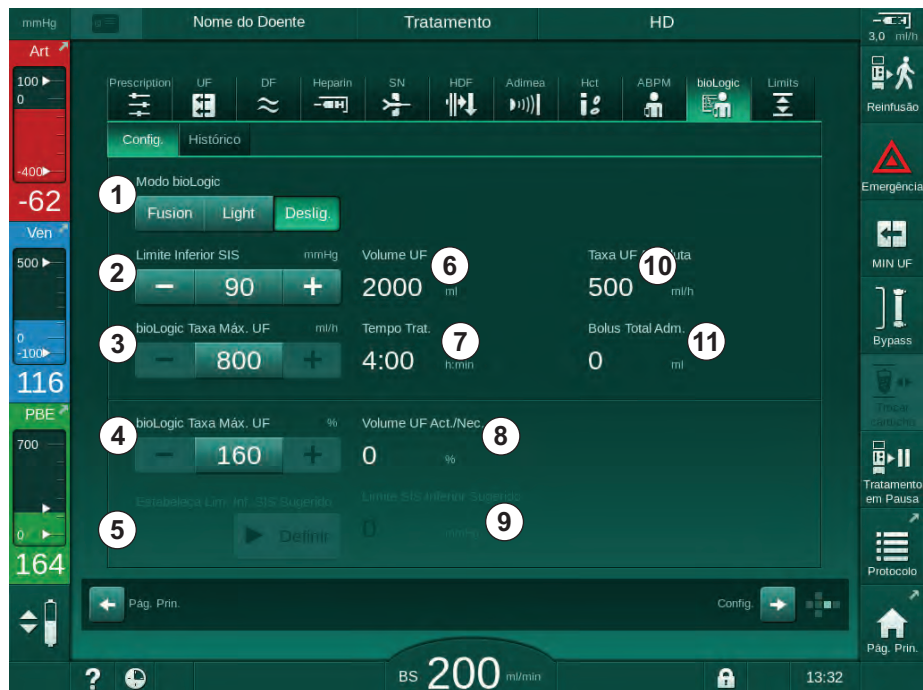 mmHg
Nome do Doente
Tratamento
HD
3,0 ml/h
Art
100
0
-400
-62
Ven
500
0
-100
116
PBE
700
0
164
Prescription
UF
DF
Heparin
SN
HDF
Adimea
Hct
ABPM
bioLogic
Limits
Config.
Histórico
1
Modo bioLogic
Fusion
Light
Deslig.
2
Limite Inferior SIS mmHg
− 90 +
Volume UF
6
2000 ml
Taxa UF
10
500 ml/h
3
bioLogic Taxa Máx. UF ml/h
− 800 +
Tempo Trat.
7
4:00 h:min
Bolus Total Adm.
11
0 ml
4
bioLogic Taxa Máx. UF %
− 160 +
Volume UF Act./Nec.
8
0 %
5
Estabeleça Lim. Inf. SIS Sugerido
Definir
Limite SIS Inferior Sugerido
9
0 mmHg
Pág. Prin.
Config.
Reinfusão
Emergência
MIN UF
Bypass
Trocar
cartucho
Tratamento
em Pausa
Protocolo
Pág. Prin.
?
BS 200 ml/min
13:32